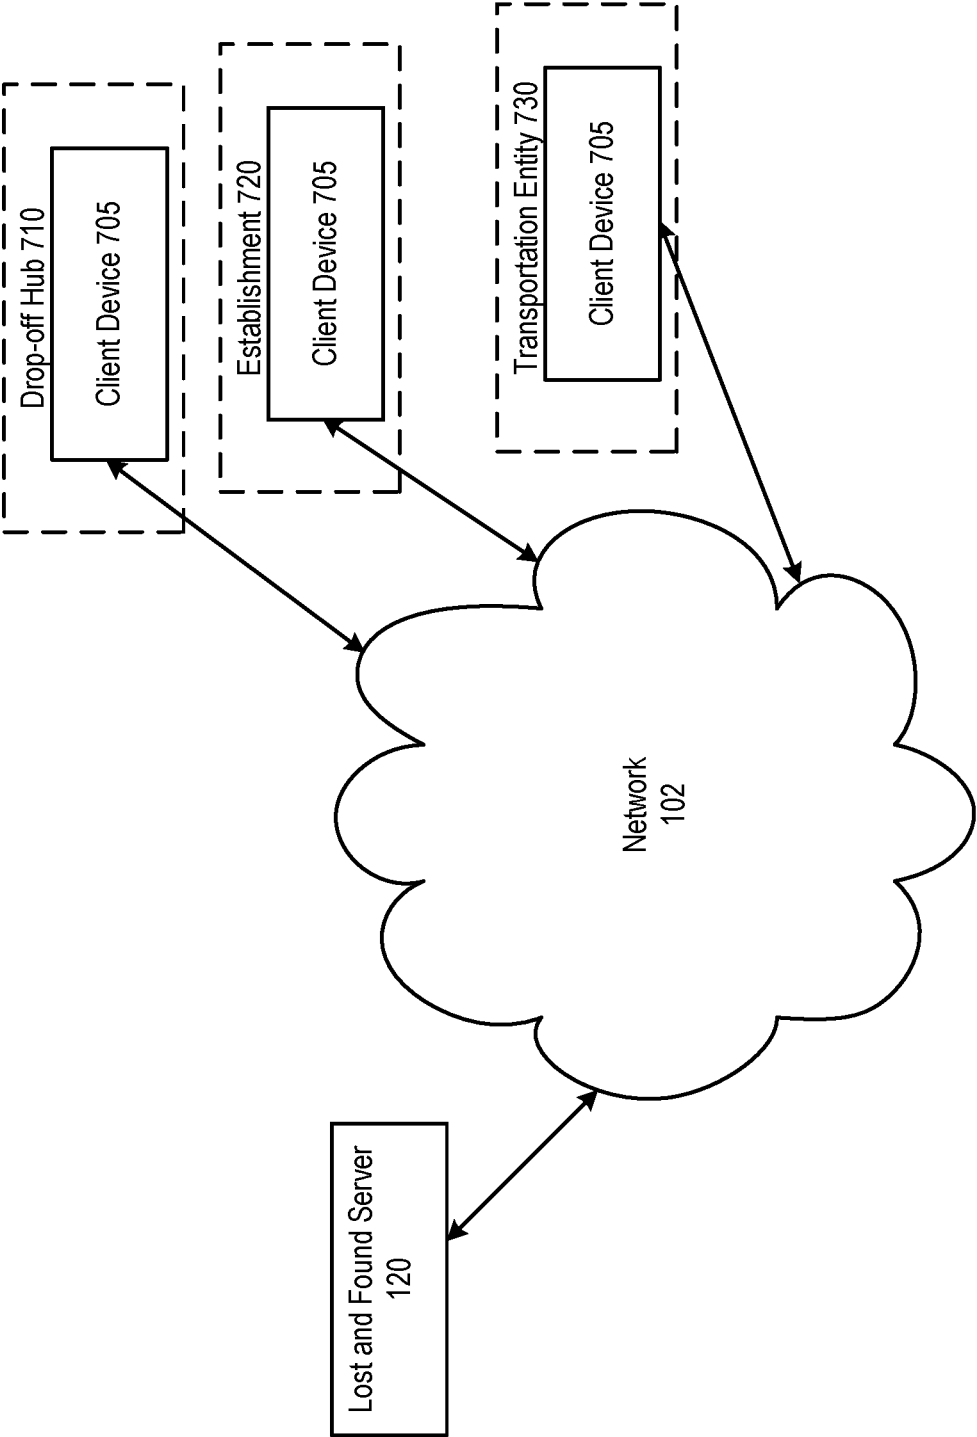 Drop-off Hub 710
Client Device 705
Establishment 720
Client Device 705
Transportation Entity 730
Client Device 705
Network
102
Lost and Found Server
120